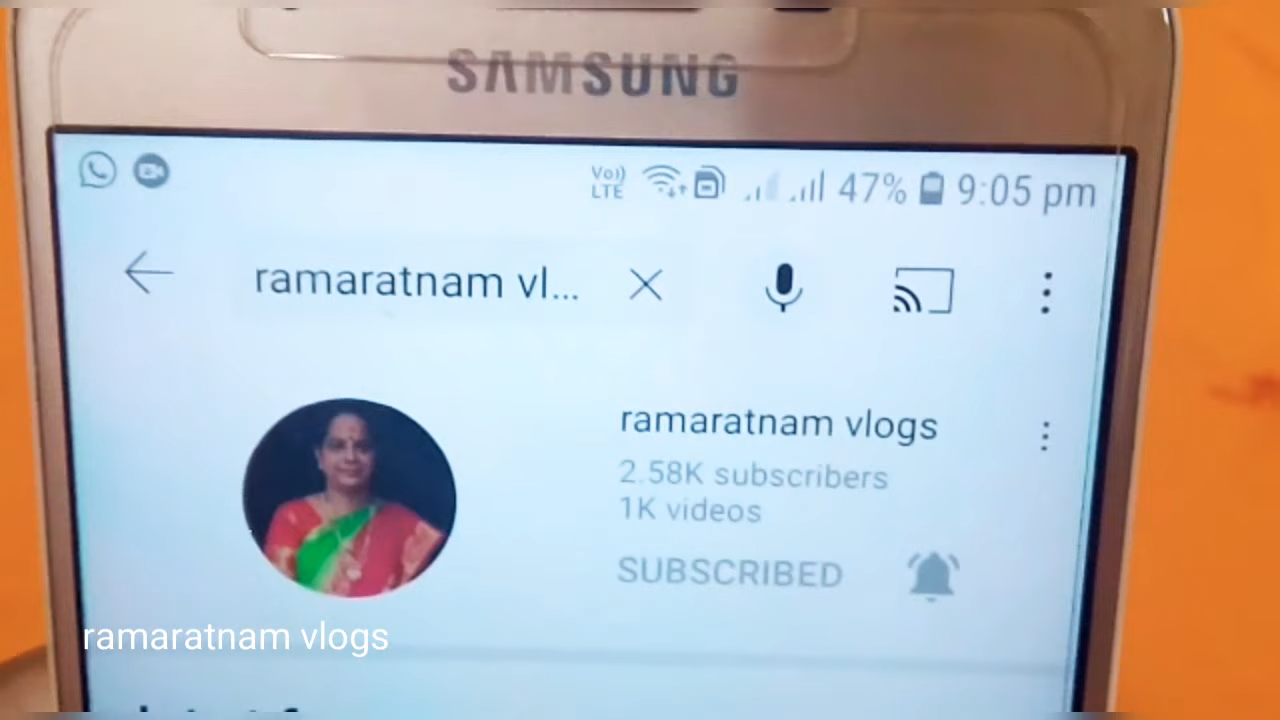 SAMSUNG
Vo)) LTE 47% 9:05 pm
ramaratnam vl...
ramaratnam vlogs
2.58K subscribers
1K videos
SUBSCRIBED
ramaratnam vlogs